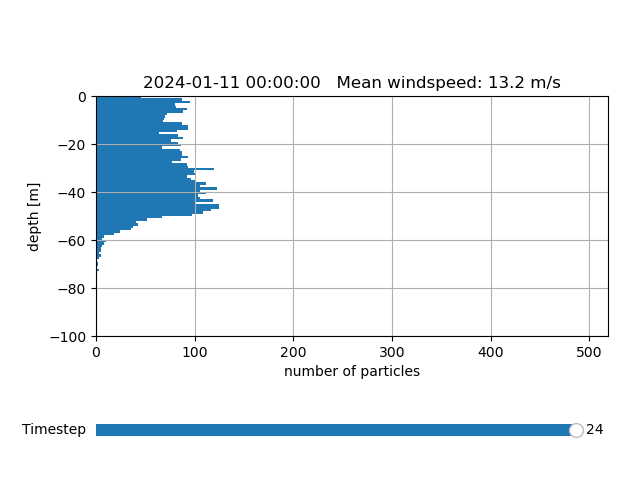 2024-01-11 00:00:00   Mean windspeed: 13.2 m/s
0
−20
−40
−60
−80
−100
depth [m]
0 100 200 300 400 500
number of particles
Timestep 24